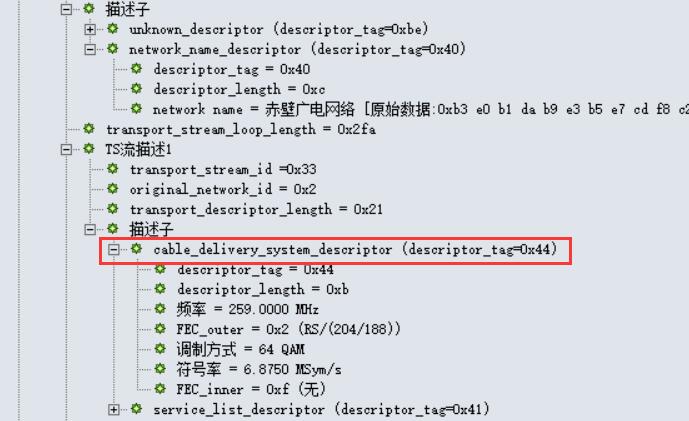 描述子
unknown_descriptor (descriptor_tag=0xbe)
network_name_descriptor (descriptor_tag=0x40)
descriptor_tag = 0x40
descriptor_length = 0xc
network name = 赤壁广电网络 [原始数据:0xb3 e0 b1 da b9 e3 b5 e7 cd f8 c2
transport_stream_loop_length = 0x2fa
TS流描述1
transport_stream_id =0x33
original_network_id = 0x2
transport_descriptor_length = 0x21
描述子
cable_delivery_system_descriptor (descriptor_tag=0x44)
descriptor_tag = 0x44
descriptor_length = 0xb
频率 = 259.0000 MHz
FEC_outer = 0x2 (RS/(204/188))
调制方式 = 64 QAM
符号率 = 6.8750 MSym/s
FEC_inner = 0xf (无)
service_list_descriptor (descriptor_tag=0x41)